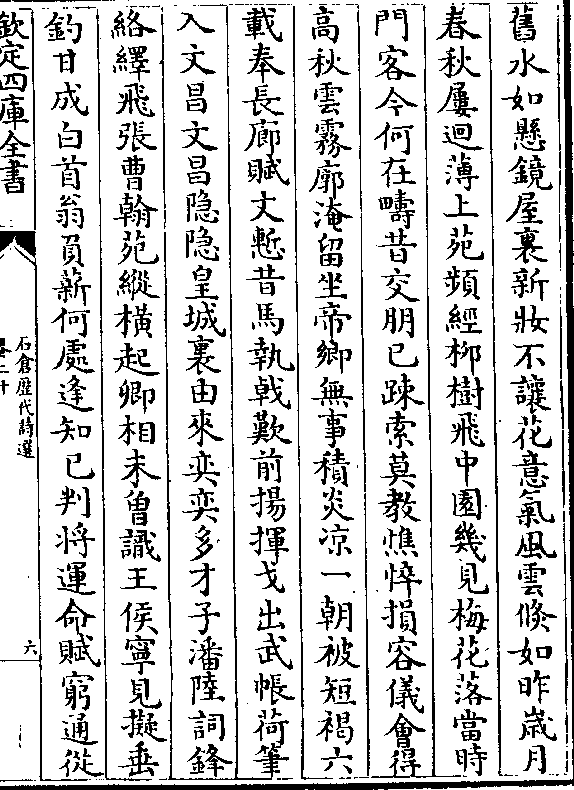 舊水如懸鏡屋裏新妝不讓花意氣風雲倏如昨歲月
春秋屢迴薄上苑頻經柳樹飛中園幾見梅花落當時
門客今何在疇昔交朋已踈索莫教憔悴損容儀會得
高秋雲霧廓淹留坐帝鄉無事積炎凉一朝被短褐六
載奉長廊賦文慙昔馬執戟歎前揚揮戈出武帳荷筆
入文昌文昌隠隠皇城裏由來奕奕多才子潘陸詞鋒
絡繹飛張曹翰苑縱橫起卿相未曾識王侯寧見擬垂
釣甘成白首翁負薪何處逢知已判將運命賦窮通從
欽定四庫全書
石倉歷代詩選
卷二十
六